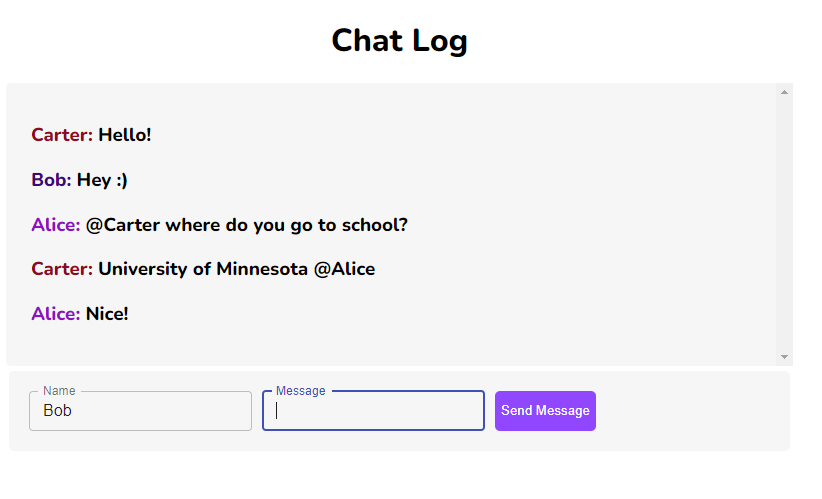 Chat Log
Carter: Hello!
Bob: Hey :)
Alice: @Carter where do you go to school?
Carter: University of Minnesota @Alice
Alice: Nice!
Name
Bob
Message
Send Message